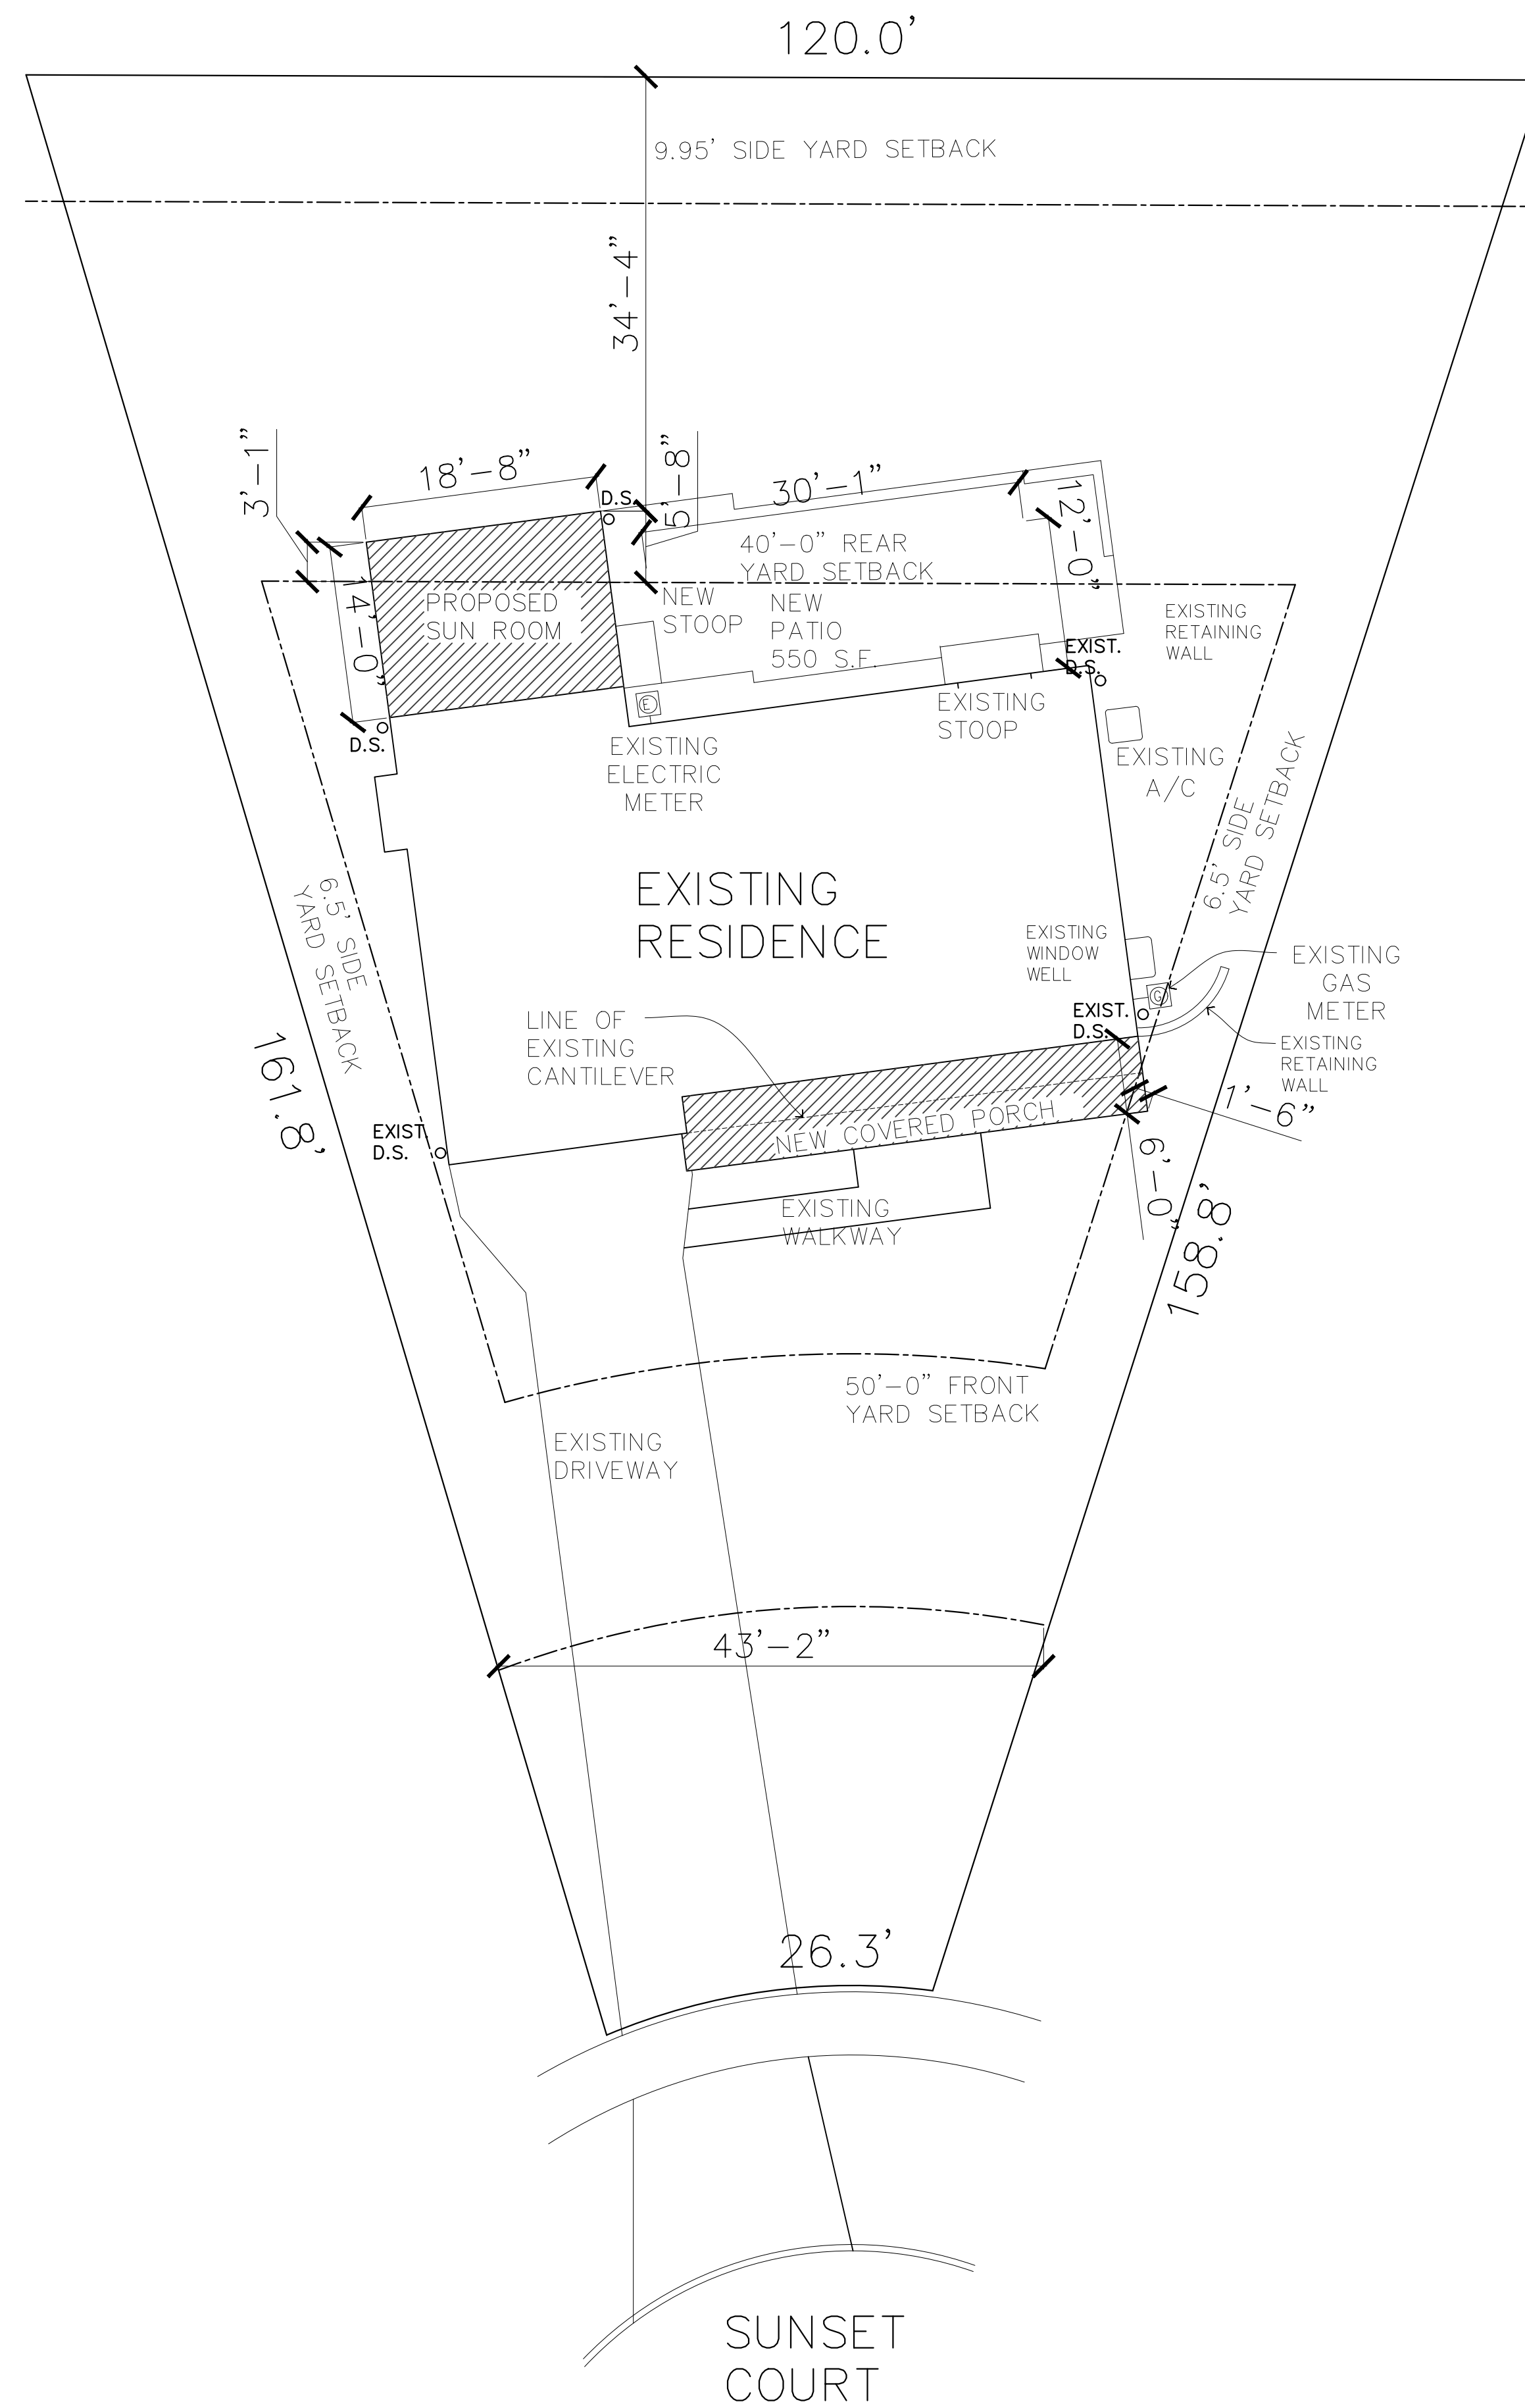 120.0'
9.95' SIDE YARD SETBACK
34'-4"
3'-1"
18'-8"
D.S.
5'-8"
30'-1"
12'-0"
40'-0" REAR
YARD SETBACK
14'-0"
PROPOSED
SUN ROOM
NEW
STOOP
NEW
PATIO
550 S.F.
EXISTING
RETAINING
WALL
EXIST.
D.S.
D.S.
E
EXISTING
STOOP
EXISTING
ELECTRIC
METER
EXISTING
A/C
6.5' SIDE
YARD SETBACK
6.5' SIDE
YARD SETBACK
EXISTING
RESIDENCE
EXISTING
WINDOW
WELL
G
EXISTING
GAS
METER
EXIST.
D.S.
LINE OF
EXISTING
CANTILEVER
EXISTING
RETAINING
WALL
161.8'
1'-6"
NEW COVERED PORCH
EXIST.
D.S.
6'-0"
158.8'
EXISTING
WALKWAY
50'-0" FRONT
YARD SETBACK
EXISTING
DRIVEWAY
43'-2"
26.3'
SUNSET
COURT